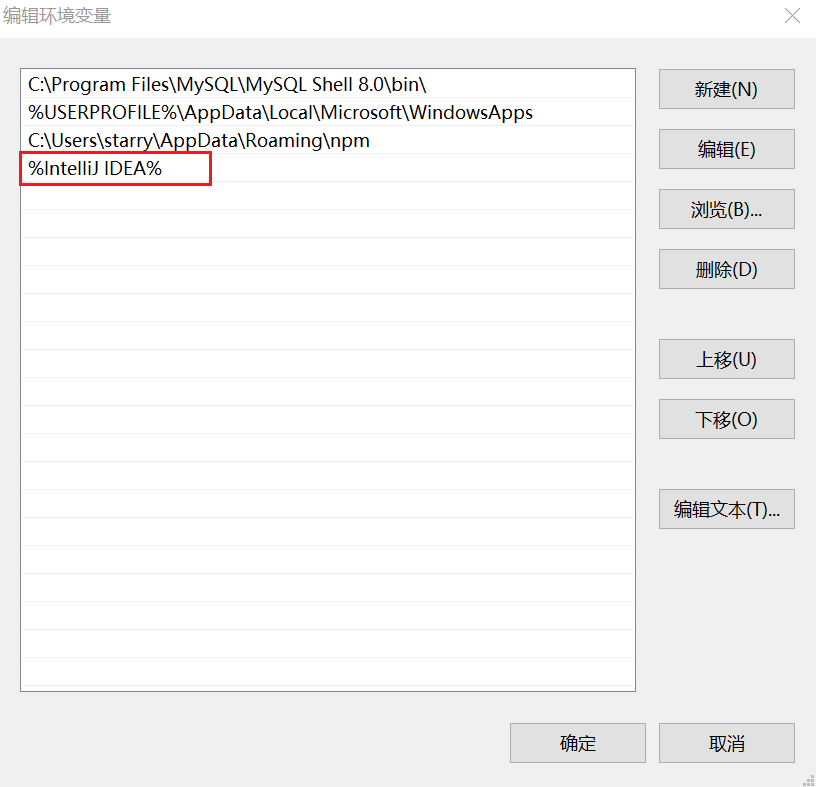 编辑环境变量
C:\Program Files\MySQL\MySQL Shell 8.0\bin\
%USERPROFILE%\AppData\Local\Microsoft\WindowsApps
C:\Users\starry\AppData\Roaming\npm
%IntelliJ IDEA%
新建(N)
编辑(E)
浏览(B)...
删除(D)
上移(U)
下移(O)
编辑文本(T)...
确定
取消